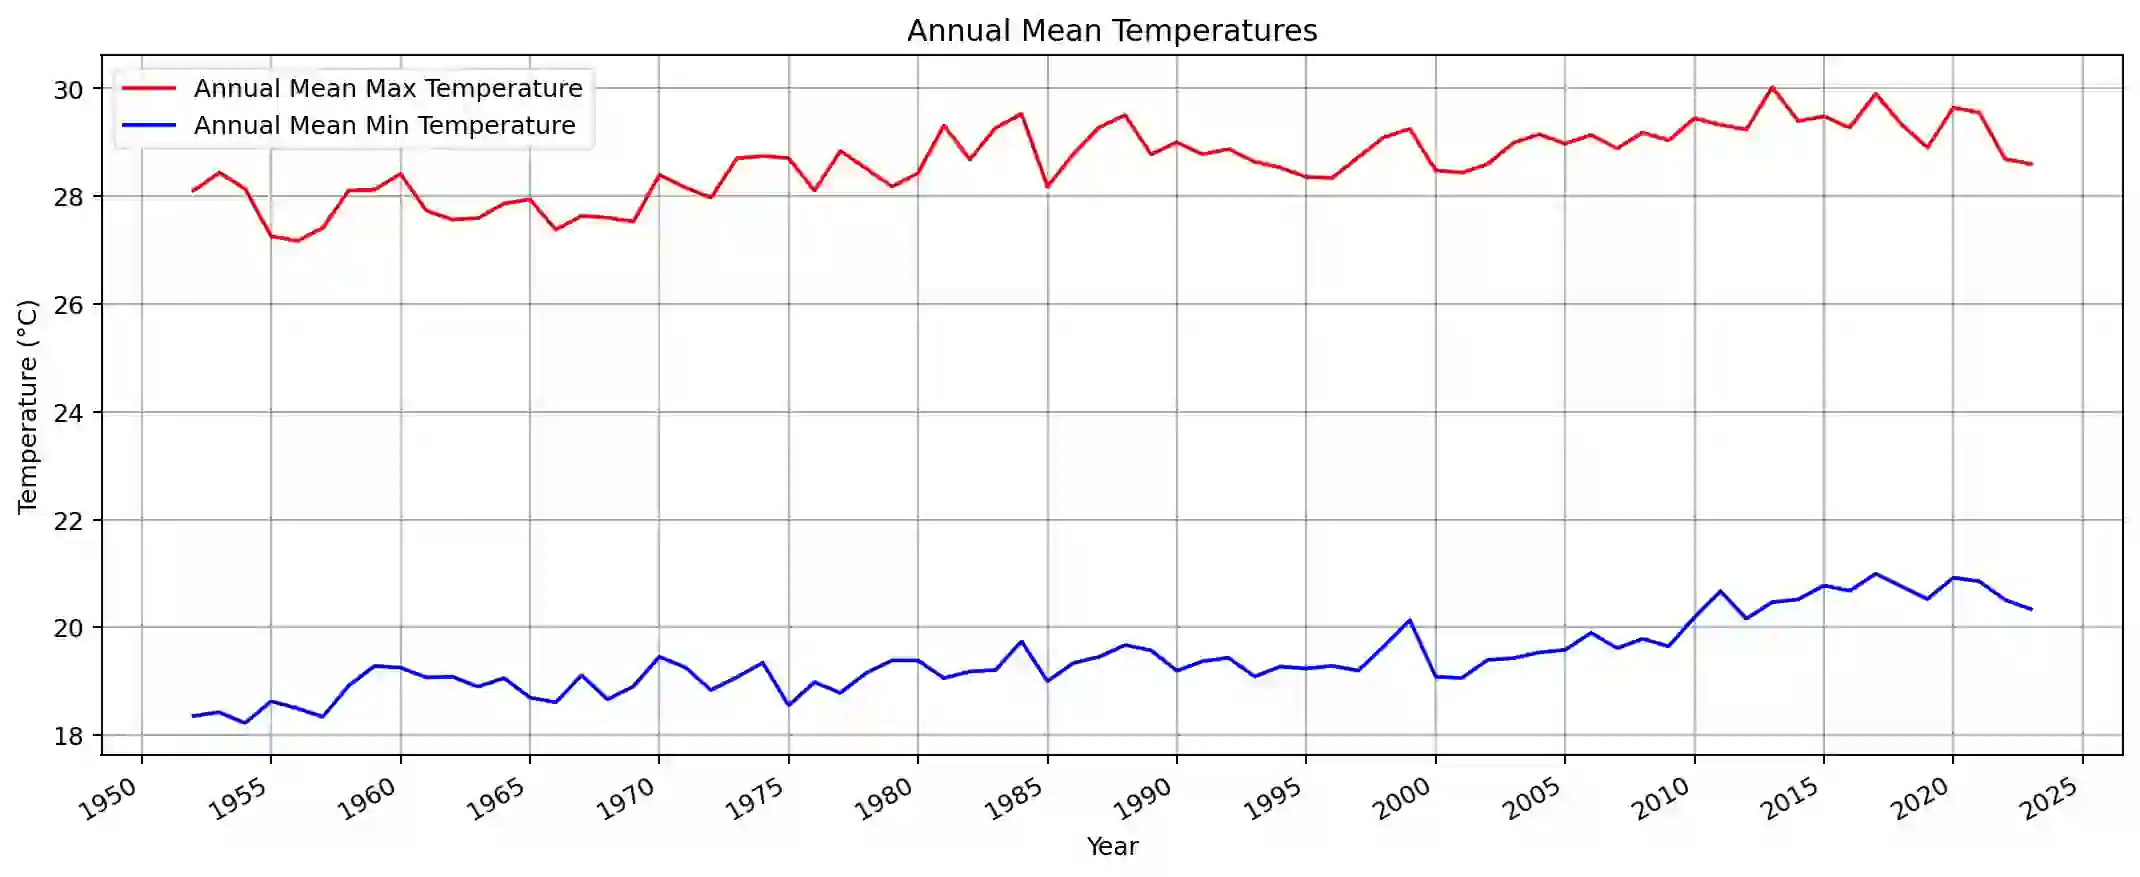 Annual Mean Temperatures
Annual Mean Max Temperature
Annual Mean Min Temperature
Temperature (°C)
30
28
26
24
22
20
18
1950 1955 1960 1965 1970 1975 1980 1985 1990 1995 2000 2005 2010 2015 2020 2025
Year